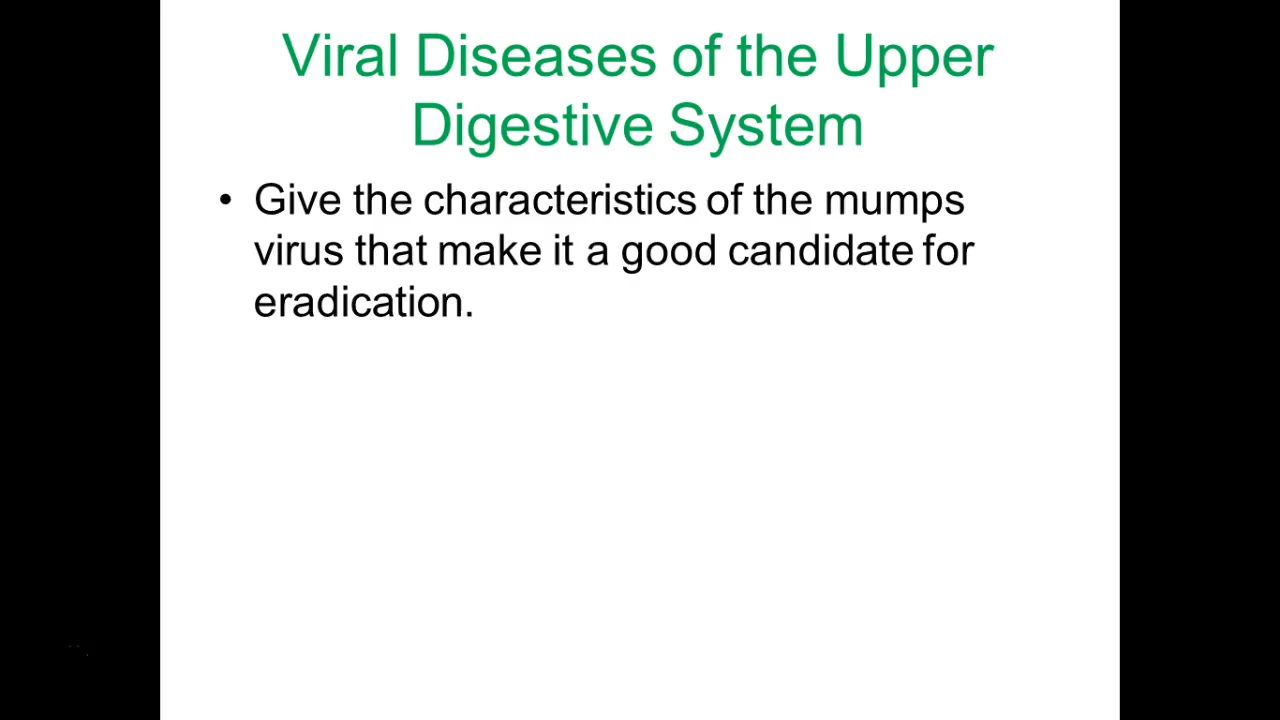 Viral Diseases of the Upper
Digestive System
• Give the characteristics of the mumps
virus that make it a good candidate for
eradication.